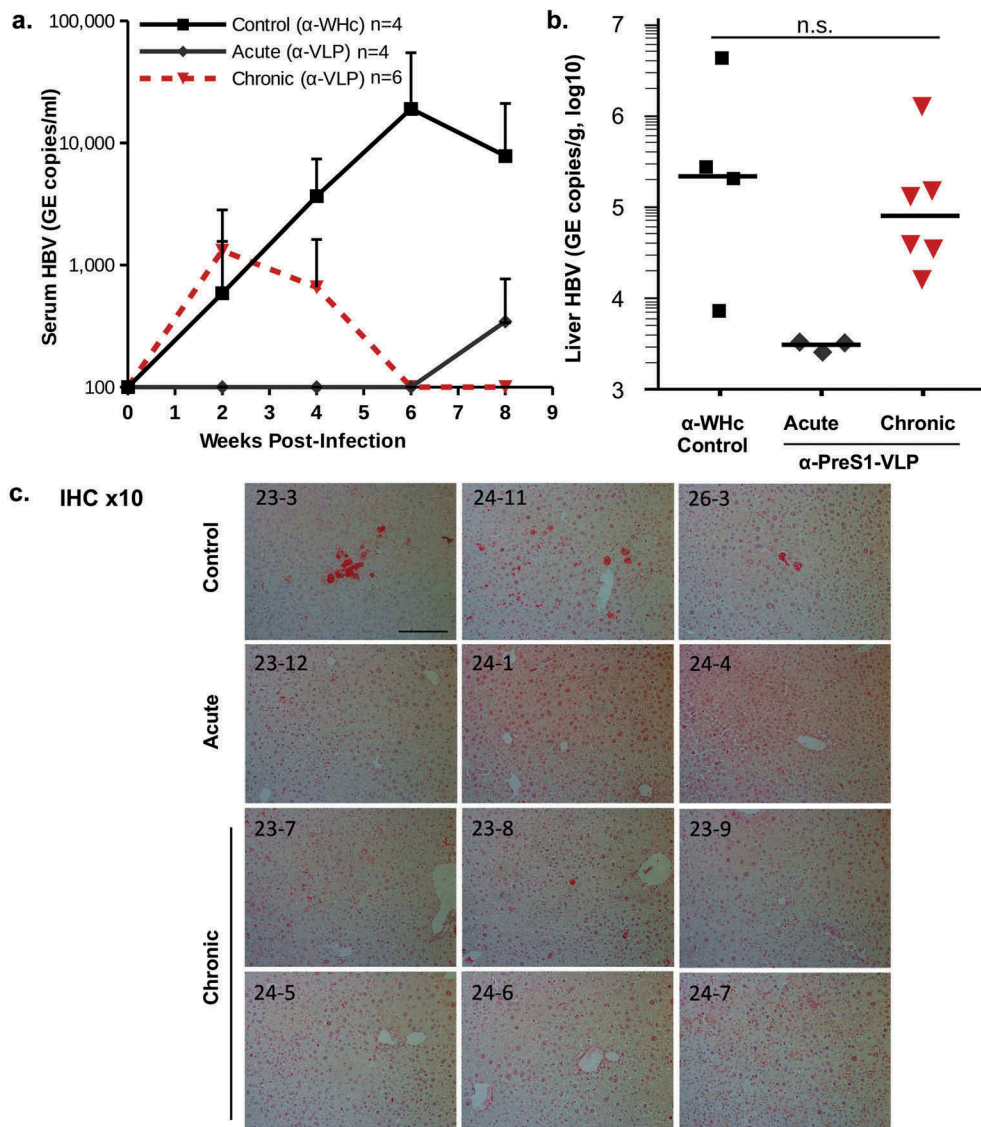 a.
Control (α-WHc) n=4
Acute (α-VLP) n=4
Chronic (α-VLP) n=6
Serum HBV (GE copies/ml)
100,000
10,000
1,000
100
0 1 2 3 4 5 6 7 8 9
Weeks Post-Infection
b.
n.s.
Liver HBV (GE copies/g, log10)
7
6
5
4
3
α-WHc Acute Chronic
Control
α-PreS1-VLP
c. IHC x10
Control
23-3 24-11 26-3
Acute
23-12 24-1 24-4
Chronic
23-7 23-8 23-9
24-5 24-6 24-7